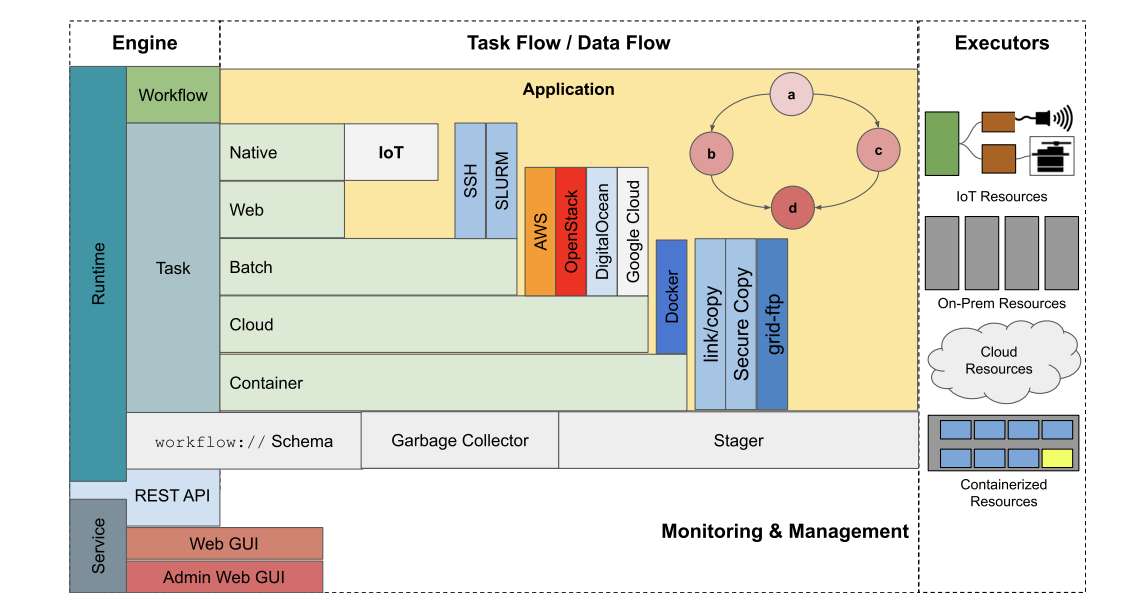 Engine
Task Flow / Data Flow
Executors
Workflow
Application
a
b
c
d
Native
IoT
Web
Batch
Cloud
Container
SSH
SLURM
AWS
OpenStack
DigitalOcean
Google Cloud
Docker
link/copy
Secure Copy
grid-ftp
Runtime
Task
IoT Resources
On-Prem Resources
Cloud
Resources
Containerized
Resources
workflow:// Schema
Garbage Collector
Stager
REST API
Service
Web GUI
Admin Web GUI
Monitoring & Management